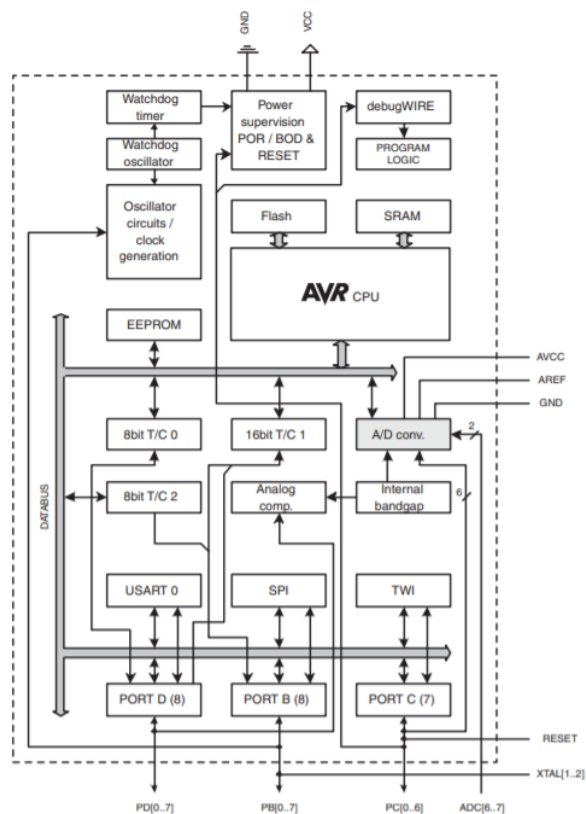 GND
VCC
Watchdog
timer
Power
supervision
POR / BOD &
RESET
debugWIRE
Watchdog
oscillator
PROGRAM
LOGIC
Oscillator
circuits /
clock
generation
Flash
SRAM
AVR CPU
EEPROM
AVCC
AREF
GND
8bit T/C 0
16bit T/C 1
A/D conv.
2
8bit T/C 2
Analog
comp.
Internal
bandgap
6
DATABUS
USART 0
SPI
TWI
PORT D (8)
PORT B (8)
PORT C (7)
RESET
XTAL[1..2]
PD[0..7]
PB[0..7]
PC[0..6]
ADC[6..7]